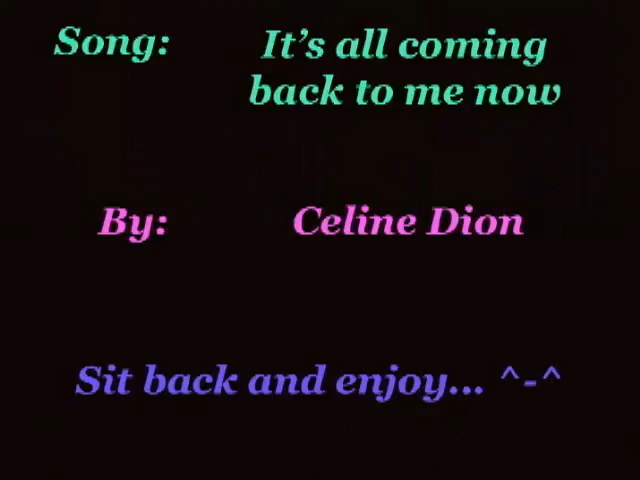 Song: It's all coming
back to me now
By: Celine Dion
Sit back and enjoy... ^-^